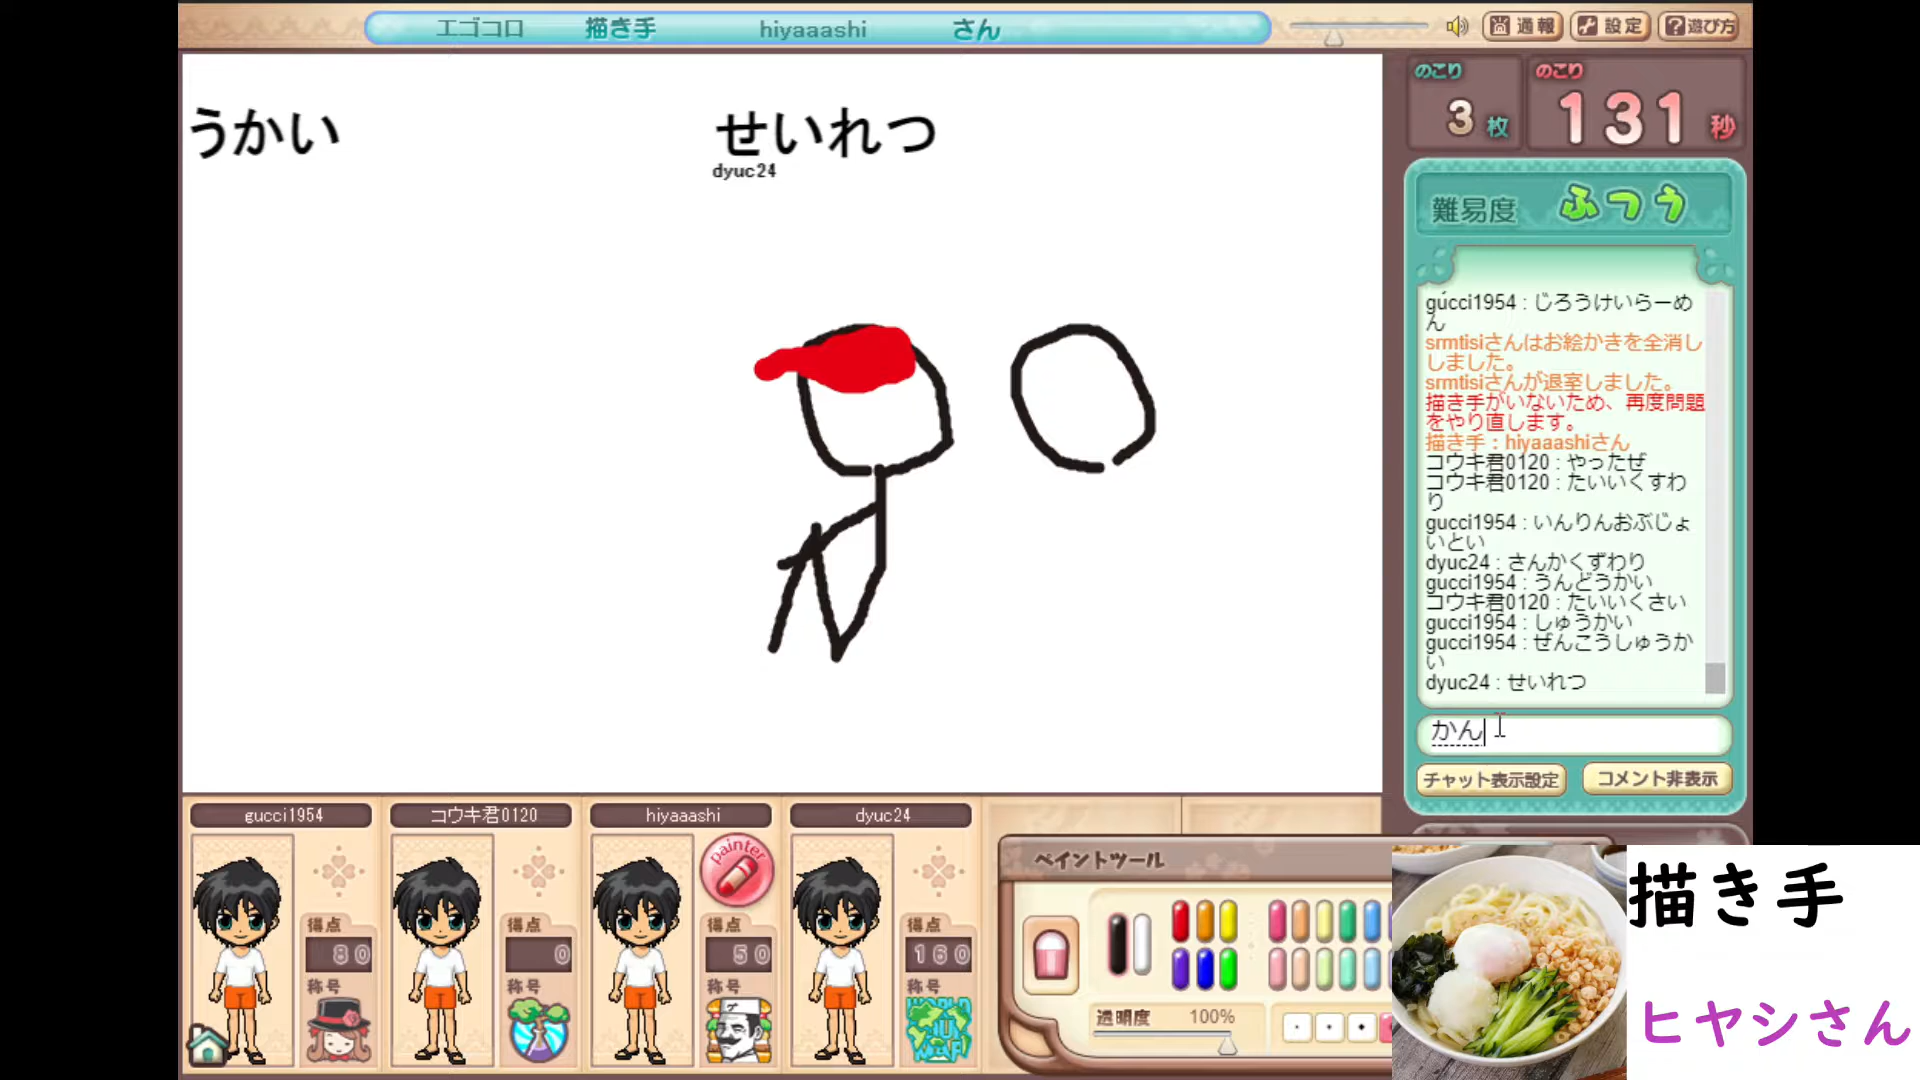 エゴコロ 描き手 hiyaaashi さん
通報 設定 ?遊び方
うかい
せいれつ
dyuc24
のこり 3 枚
のこり 131 秒
難易度 ふつう
gucci1954 : じろうけいらーめ
ん
srmtisiさんはお絵かきを全消し
しました。
srmtisiさんが退室しました。
描き手がいないため、再度問題
をやり直します。
描き手 : hiyaaashiさん
コウキ君0120 : やったぜ
コウキ君0120 : たいいくすわ
り
gucci1954 : いんりんおぶじょ
いとい
dyuc24 : さんかくずわり
gucci1954 : うんどうかい
コウキ君0120 : たいいくさい
gucci1954 : しゅうかい
gucci1954 : ぜんこうしゅうか
い
dyuc24 : せいれつ
かん
チャット表示設定 コメント非表示
gucci1954 コウキ君0120 hiyaaashi dyuc24
painter
得点 80 得点 0 得点 50 得点 160
称号 称号 称号 称号
ペイントツール
透明度 100%
描き手
ヒヤシさん